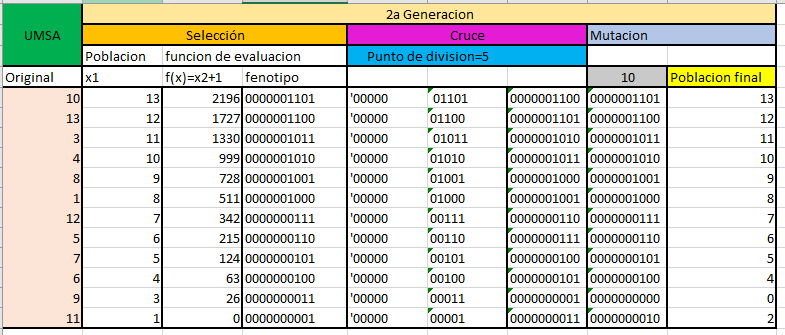 2a Generacion
UMSA Selección Cruce Mutacion
Poblacion funcion de evaluacion Punto de division=5
Original x1 f(x)=x2+1 fenotipo 10 Poblacion final
10 13 2196 0000001101 '00000 01101 0000001100 0000001101 13
13 12 1727 0000001100 '00000 01100 0000001101 0000001100 12
3 11 1330 0000001011 '00000 01011 0000001010 0000001011 11
4 10 999 0000001010 '00000 01010 0000001011 0000001010 10
8 9 728 0000001001 '00000 01001 0000001000 0000001001 9
1 8 511 0000001000 '00000 01000 0000001001 0000001000 8
12 7 342 0000000111 '00000 00111 0000000110 0000000111 7
5 6 215 0000000110 '00000 00110 0000000111 0000000110 6
7 5 124 0000000101 '00000 00101 0000000100 0000000101 5
6 4 63 0000000100 '00000 00100 0000000101 0000000100 4
9 3 26 0000000011 '00000 00011 0000000001 0000000000 0
11 1 0 0000000001 '00000 00001 0000000011 0000000010 2